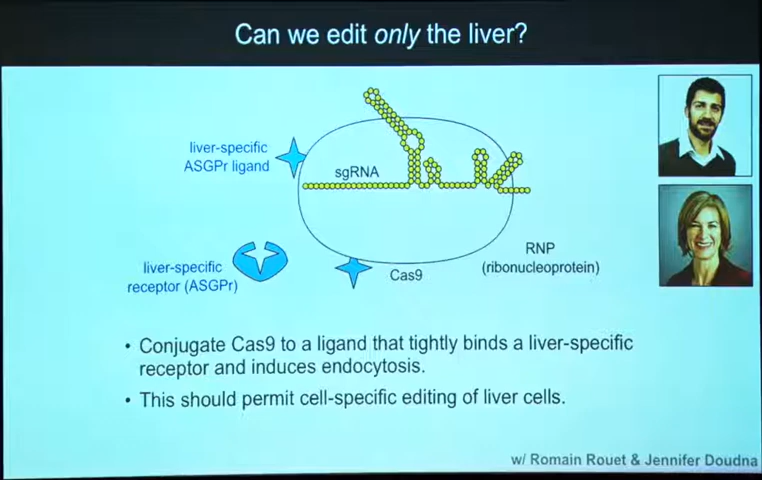 Can we edit only the liver?
liver-specific
ASGPr ligand
sgRNA
liver-specific
receptor (ASGPr)
Cas9
RNP
(ribonucleoprotein)
• Conjugate Cas9 to a ligand that tightly binds a liver-specific
receptor and induces endocytosis.
• This should permit cell-specific editing of liver cells.
w/ Romain Rouet & Jennifer Doudna